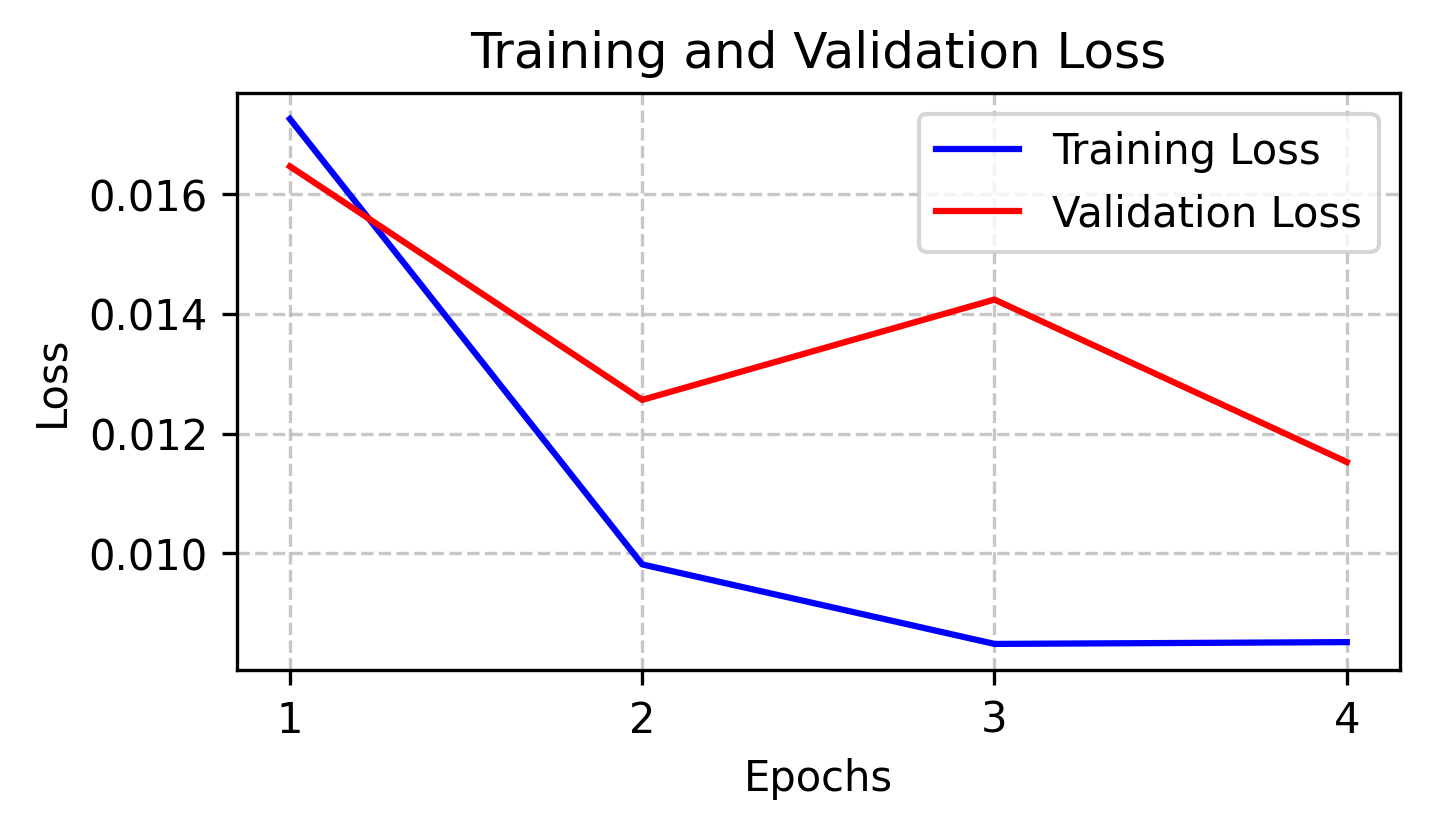 Training and Validation Loss
Training Loss
Validation Loss
0.016
0.014
0.012
0.010
Loss
1 2 3 4
Epochs